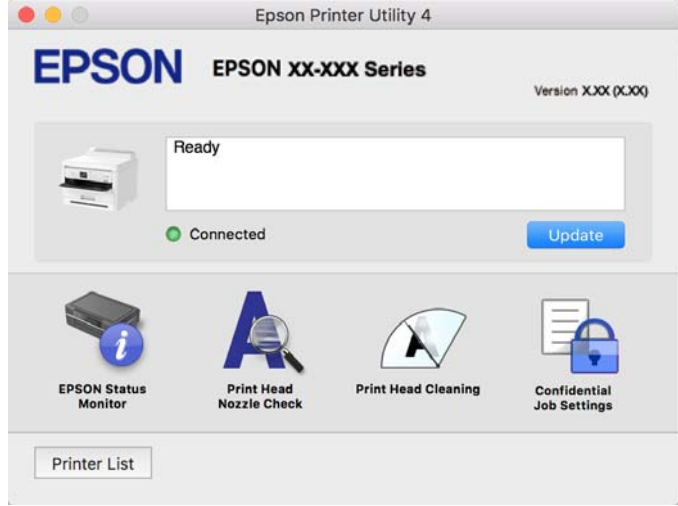 Epson Printer Utility 4
EPSON
EPSON XX-XXX Series
Version X.XX (X.XX)
Ready
Connected
Update
EPSON Status
Monitor
Print Head
Nozzle Check
Print Head Cleaning
Confidential
Job Settings
Printer List